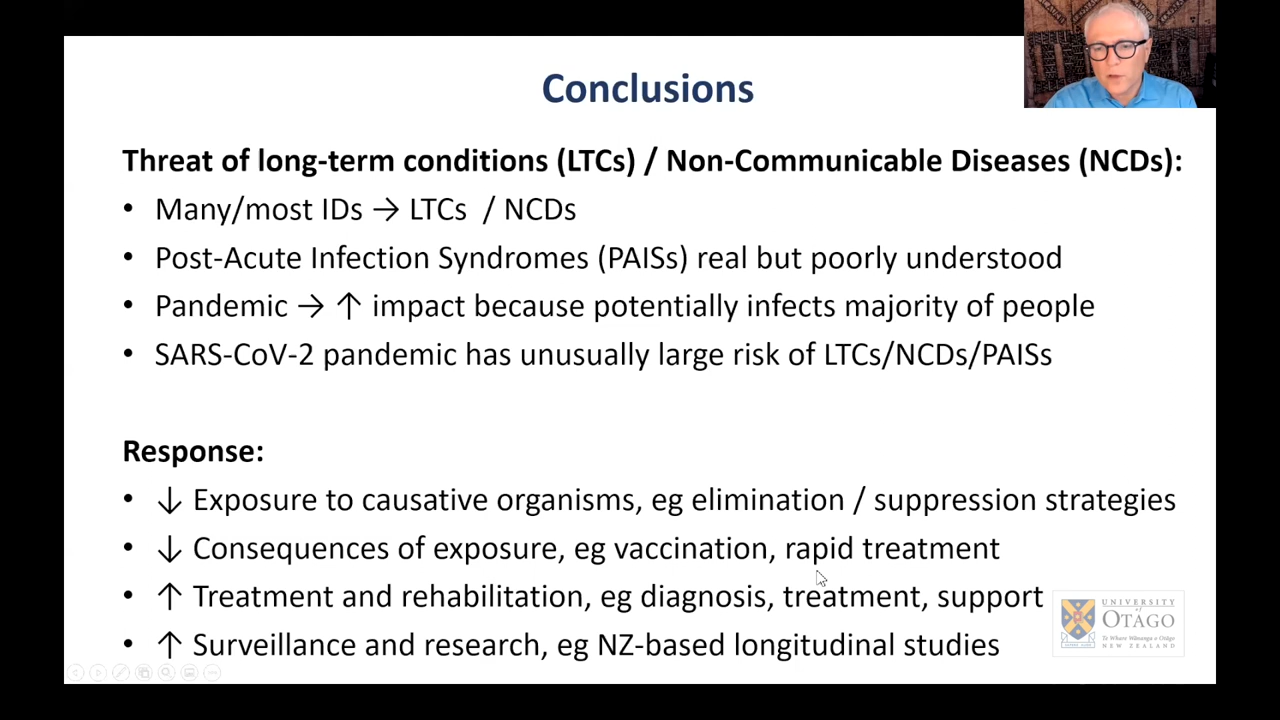 Conclusions
Threat of long-term conditions (LTCs) / Non-Communicable Diseases (NCDs):
• Many/most IDs → LTCs / NCDs
• Post-Acute Infection Syndromes (PAISs) real but poorly understood
• Pandemic → ↑ impact because potentially infects majority of people
• SARS-CoV-2 pandemic has unusually large risk of LTCs/NCDs/PAISs
Response:
• ↓ Exposure to causative organisms, eg elimination / suppression strategies
• ↓ Consequences of exposure, eg vaccination, rapid treatment
• ↑ Treatment and rehabilitation, eg diagnosis, treatment, support
• ↑ Surveillance and research, eg NZ-based longitudinal studies
UNIVERSITY
of
OTAGO
Te Whare Wānanga o Otāgo
NEW ZEALAND